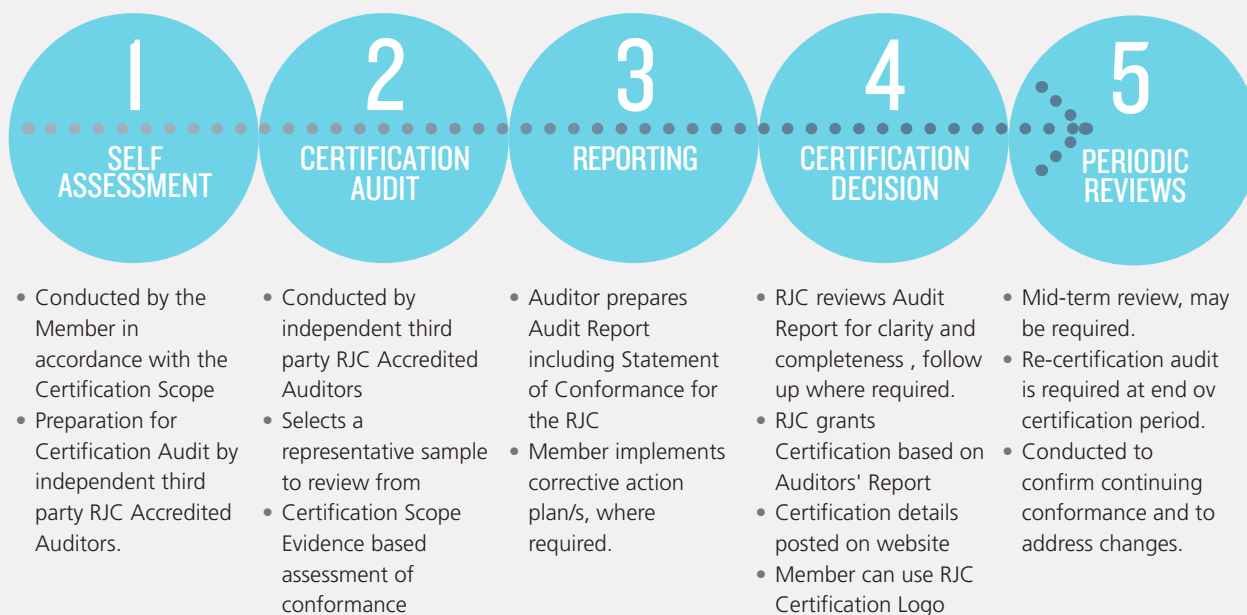 1
SELF
ASSESSMENT
• Conducted by the
Member in
accordance with the
Certification Scope
• Preparation for
Certification Audit by
independent third
party RJC Accredited
Auditors.
2
CERTIFICATION
AUDIT
• Conducted by
independent third
party RJC Accredited
Auditors
• Selects a
representative sample
to review from
• Certification Scope
Evidence based
assessment of
conformance
3
REPORTING
• Auditor prepares
Audit Report
including Statement
of Conformance for
the RJC
• Member implements
corrective action
plan/s, where
required.
4
CERTIFICATION
DECISION
• RJC reviews Audit
Report for clarity and
completeness , follow
up where required.
• RJC grants
Certification based on
Auditors' Report
• Certification details
posted on website
• Member can use RJC
Certification Logo
5
PERIODIC
REVIEWS
• Mid-term review, may
be required.
• Re-certification audit
is required at end ov
certification period.
• Conducted to
confirm continuing
conformance and to
address changes.